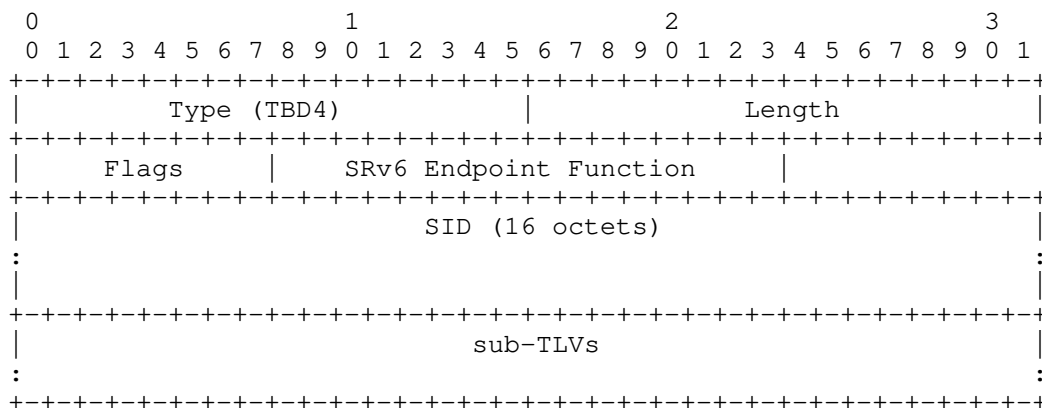 0                   1                   2                   3
 0 1 2 3 4 5 6 7 8 9 0 1 2 3 4 5 6 7 8 9 0 1 2 3 4 5 6 7 8 9 0 1
+-+-+-+-+-+-+-+-+-+-+-+-+-+-+-+-+-+-+-+-+-+-+-+-+-+-+-+-+-+-+-+-+
|         Type (TBD4)           |             Length            |
+-+-+-+-+-+-+-+-+-+-+-+-+-+-+-+-+-+-+-+-+-+-+-+-+-+-+-+-+-+-+-+-+
|     Flags     |    SRv6 Endpoint Function     |
+-+-+-+-+-+-+-+-+-+-+-+-+-+-+-+-+-+-+-+-+-+-+-+-+-+-+-+-+-+-+-+-+
|                         SID (16 octets)                       |
:                                                               :
|                                                               |
+-+-+-+-+-+-+-+-+-+-+-+-+-+-+-+-+-+-+-+-+-+-+-+-+-+-+-+-+-+-+-+-+
|                            sub-TLVs                           |
:                                                               :
+-+-+-+-+-+-+-+-+-+-+-+-+-+-+-+-+-+-+-+-+-+-+-+-+-+-+-+-+-+-+-+-+